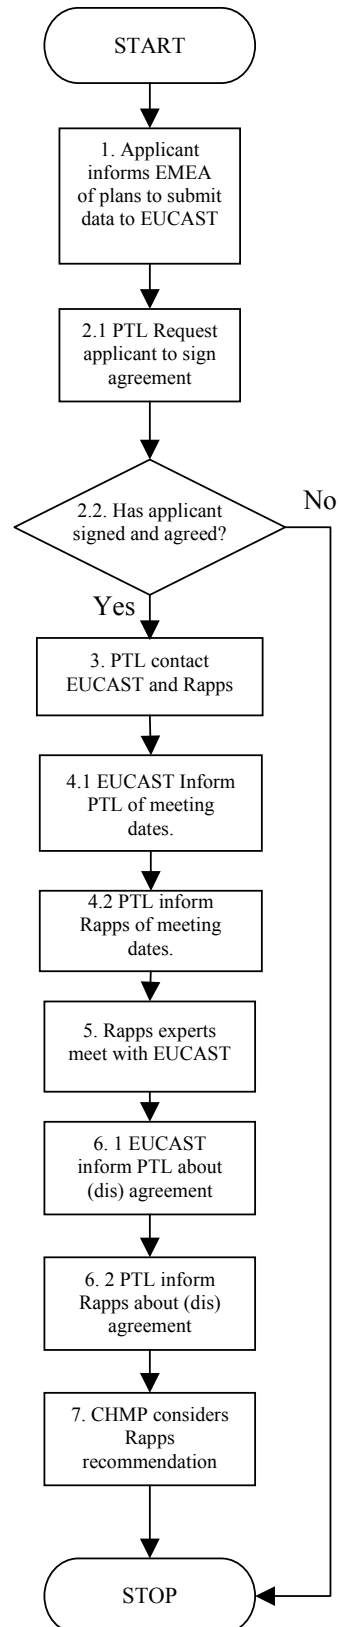 START
1. Applicant
informs EMEA
of plans to submit
data to EUCAST
2.1 PTL Request
applicant to sign
agreement
2.2. Has applicant
signed and agreed?
No
Yes
3. PTL contact
EUCAST and Rapps
4.1 EUCAST Inform
PTL of meeting
dates.
4.2 PTL inform
Rapps of meeting
dates.
5. Rapps experts
meet with EUCAST
6. 1 EUCAST
inform PTL about
(dis) agreement
6. 2 PTL inform
Rapps about (dis)
agreement
7. CHMP considers
Rapps
recommendation
STOP